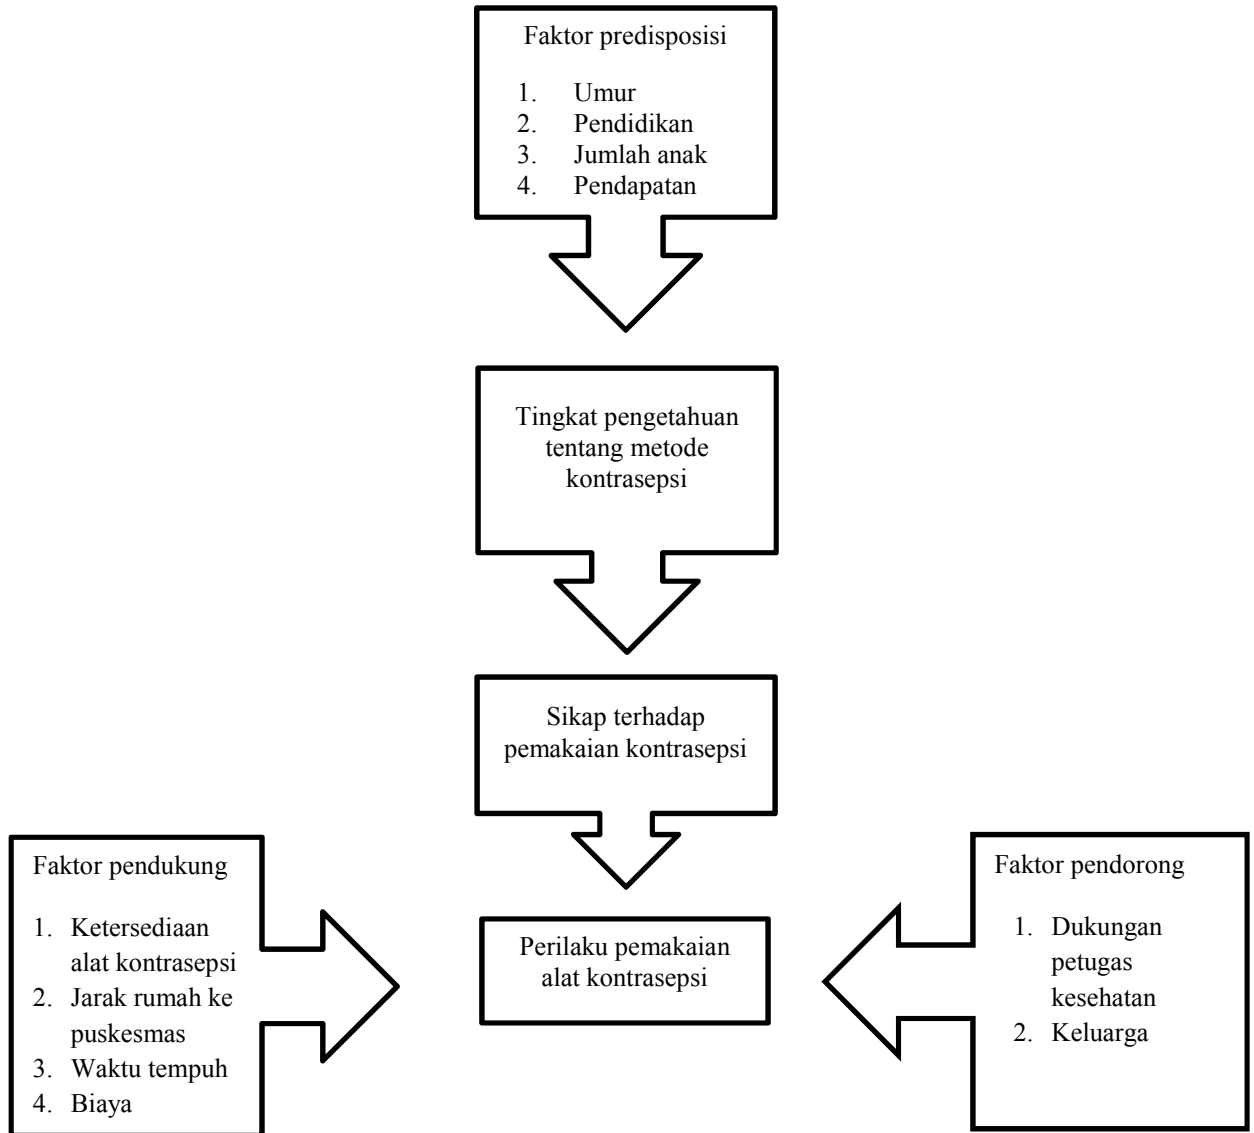 Faktor predisposisi
1. Umur
2. Pendidikan
3. Jumlah anak
4. Pendapatan
Tingkat pengetahuan
tentang metode
kontrasepsi
Sikap terhadap
pemakaian kontrasepsi
Faktor pendukung
1. Ketersediaan
alat kontrasepsi
2. Jarak rumah ke
puskesmas
3. Waktu tempuh
4. Biaya
Perilaku pemakaian
alat kontrasepsi
Faktor pendorong
1. Dukungan
petugas
kesehatan
2. Keluarga